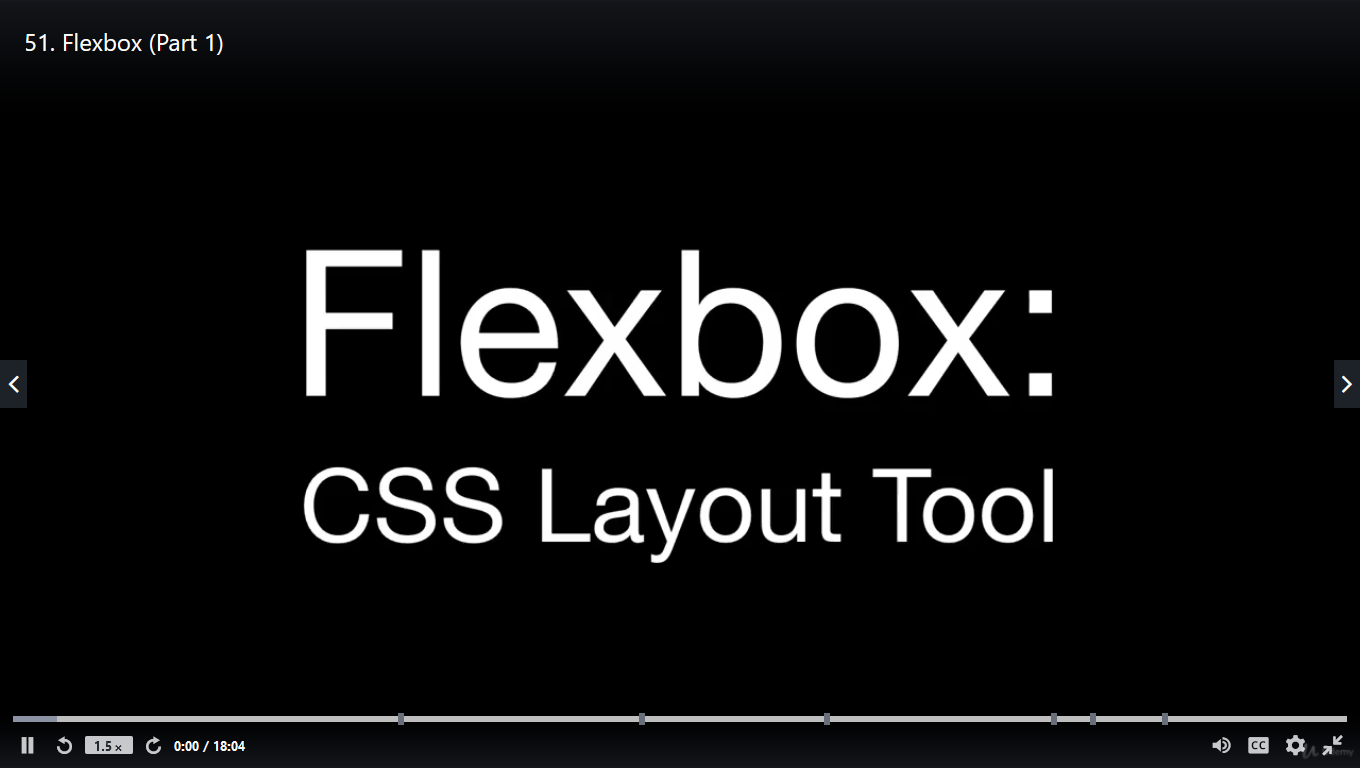 51. Flexbox (Part 1)
Flexbox:
CSS Layout Tool
1.5 x
0:00 / 18:04
CC